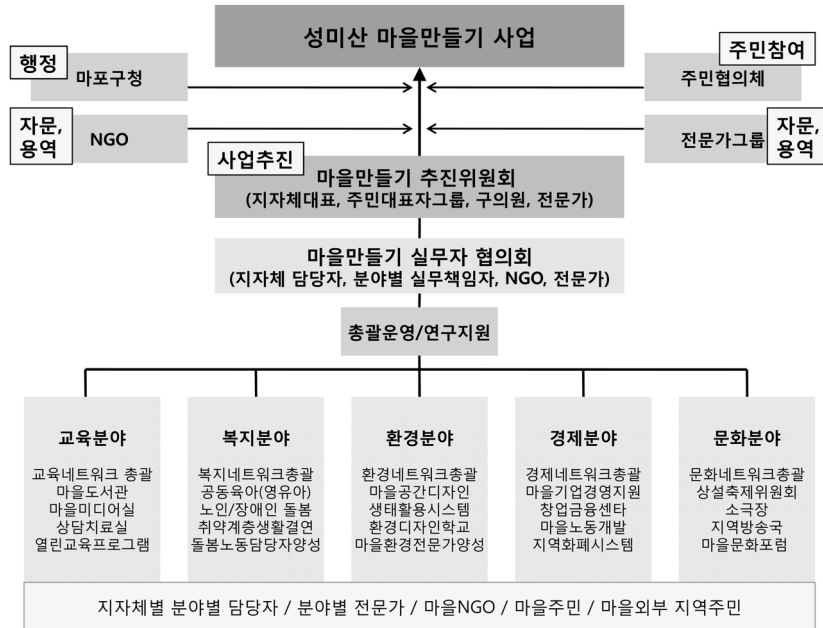 성미산 마을만들기 사업
행정
마포구청
주민참여
주민협의체
자문,
용역
NGO
전문가그룹
자문,
용역
사업추진
마을만들기 추진위원회
(지자체대표, 주민대표자그룹, 구의원, 전문가)
마을만들기 실무자 협의회
(지자체 담당자, 분야별 실무책임자, NGO, 전문가)
총괄운영/연구지원
교육분야
교육네트워크 총괄
마을도서관
마을미디어실
상담치료실
열린교육프로그램
복지분야
복지네트워크총괄
공동육아(영유아)
노인/장애인 돌봄
취약계층생활결연
돌봄노동담당자양성
환경분야
환경네트워크총괄
마을공간디자인
생태활용시스템
환경디자인학교
마을환경전문가양성
경제분야
경제네트워크총괄
마을기업경영지원
창업금융센타
마을노동개발
지역화폐시스템
문화분야
문화네트워크총괄
상설축제위원회
소극장
지역방송국
마을문화포럼
지자체별 분야별 담당자 / 분야별 전문가 / 마을NGO / 마을주민 / 마을외부 지역주민